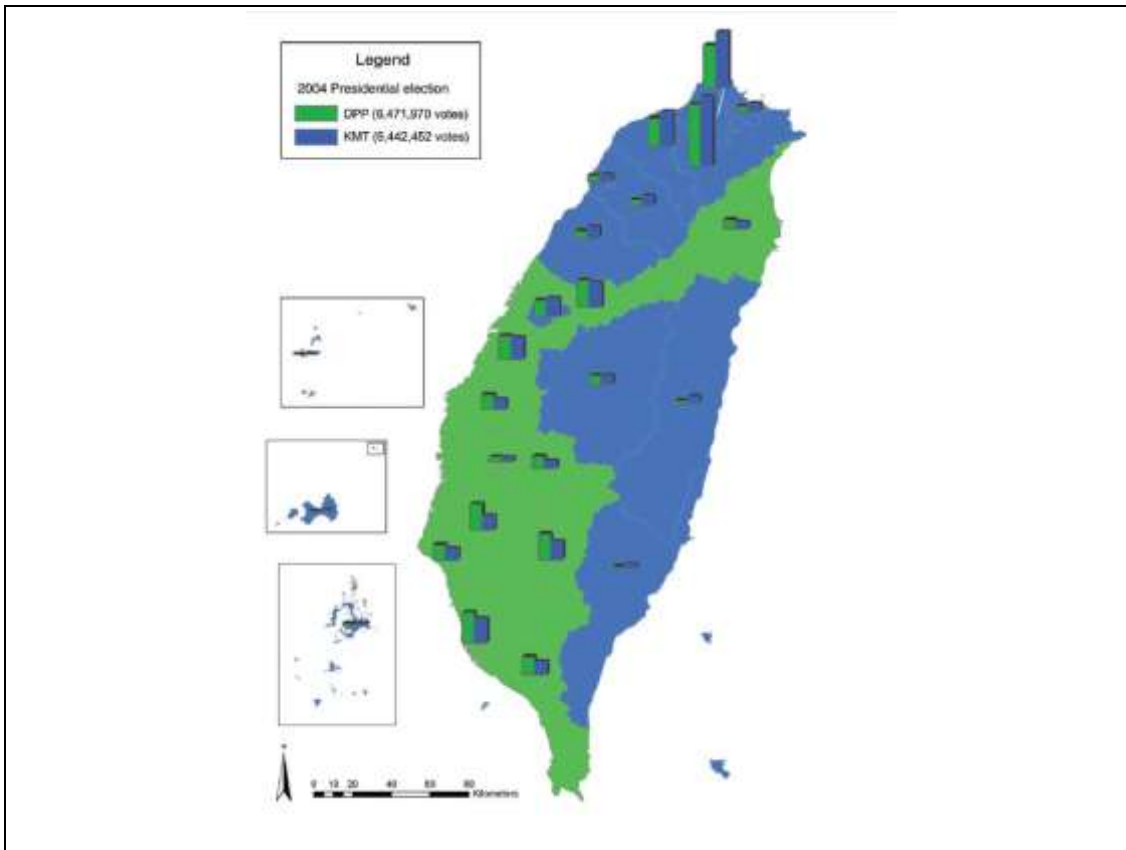 Legend
2004 Presidential election
DPP (6,471,970 votes)
KMT (6,442,452 votes)
0 10 20 40 60 80
Kilometers